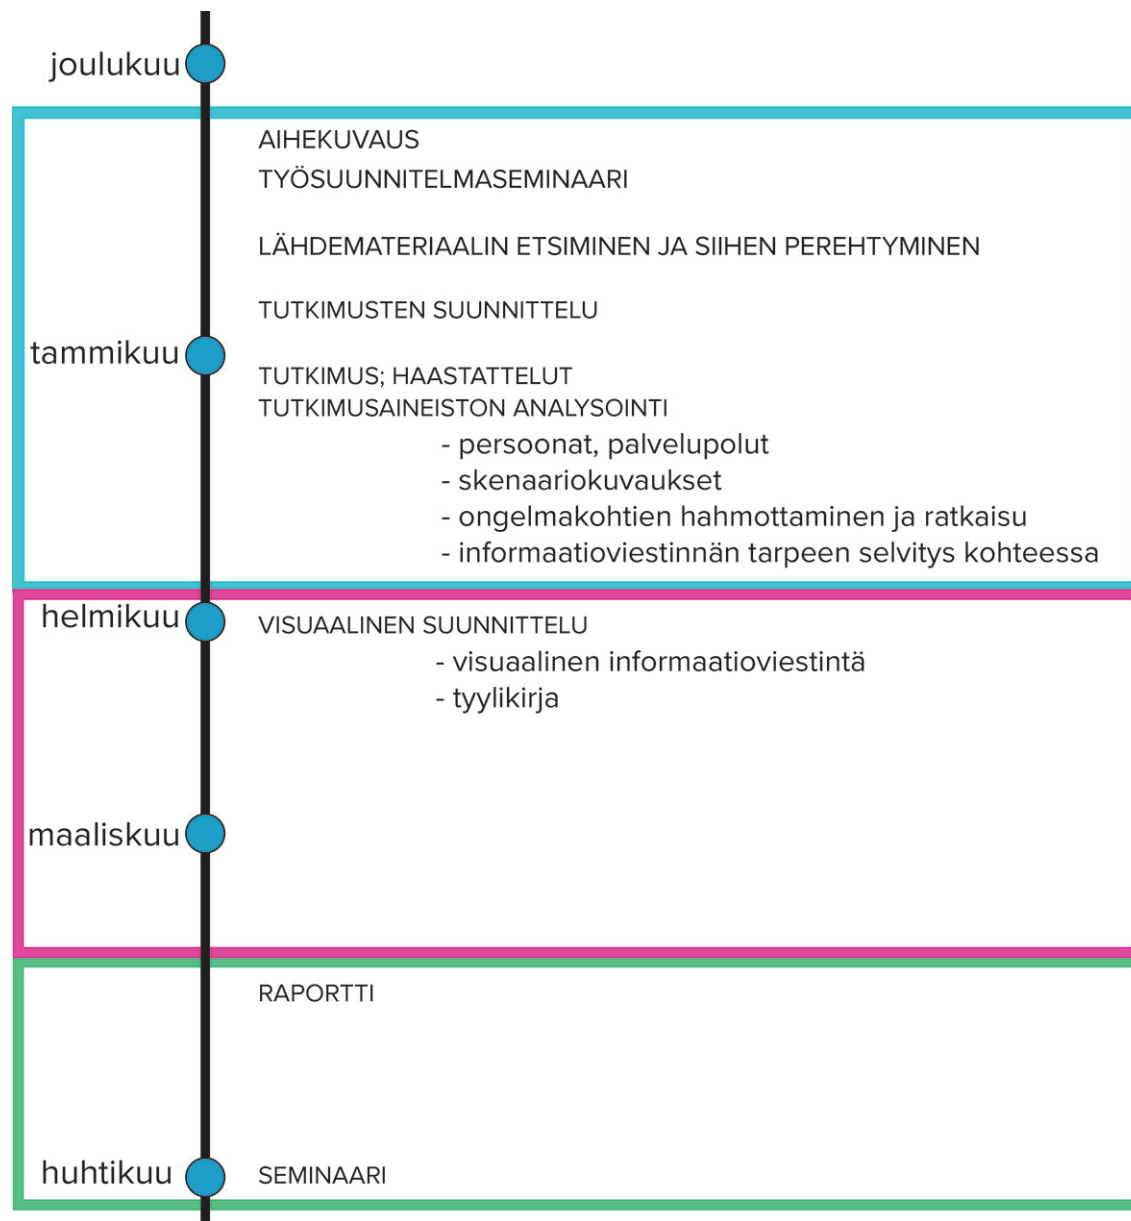 joulukuu
AIHEKUVAUS
TYÖSUUNNITELMASEMINAARI
LÄHDEMATERIAALIN ETSIMINEN JA SIIHEN PEREHTYMINEN
TUTKIMUSTEN SUUNNITTELU
tammikuu
TUTKIMUS; HAASTATTELUT
TUTKIMUSAINEISTON ANALYSOINTI
- persoonat, palvelupolut
- skenaariokuvaukset
- ongelmakohtien hahmottaminen ja ratkaisu
- informaatioviestinnän tarpeen selvitys kohteessa
helmikuu
VISUAALINEN SUUNNITTELU
- visuaalinen informaatioviestintä
- tyylikirja
maaliskuu
RAPORTTI
huhtikuu
SEMINAARI